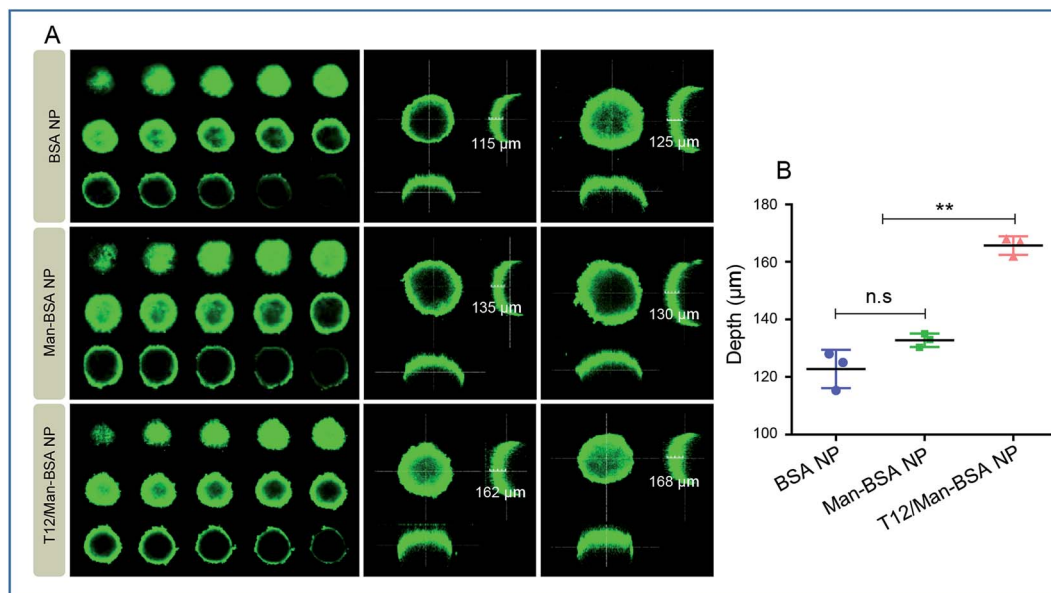 A
BSA NP
115 µm
125 µm
Man-BSA NP
135 µm
130 µm
T12/Man-BSA NP
162 µm
168 µm
B
**
n.s
Depth (µm)
180
160
140
120
100
BSA NP
Man-BSA NP
T12/Man-BSA NP